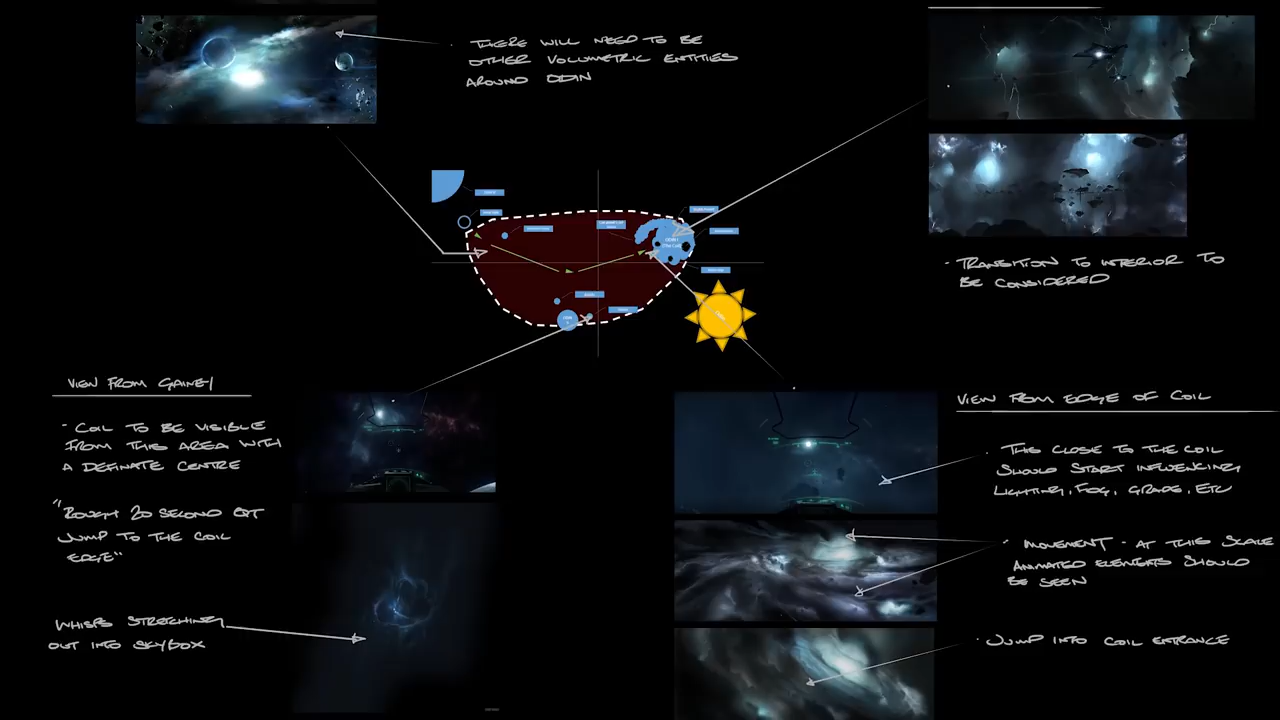 THERE WILL NEED TO BE
OTHER VOLUMETRIC ENTITIES
AROUND ODIN
- TRANSITION TO INTERIOR TO
BE CONSIDERED
VIEW FROM GAINEY
- COIL TO BE VISIBLE
FROM THIS AREA WITH
A DEFINATE CENTRE
"ROUGH 20 SECOND QT
JUMP TO THE COIL
EDGE"
WHISPS STRETCHING
OUT INTO SKYBOX
VIEW FROM EDGE OF COIL
- THIS CLOSE TO THE COIL
SHOULD START INFLUENCING
LIGHTING, FOG, GRADE, ETC
- MOVEMENT - AT THIS SCALE
ANIMATED ELEMENTS SHOULD
BE SEEN
- JUMP INTO COIL ENTRANCE